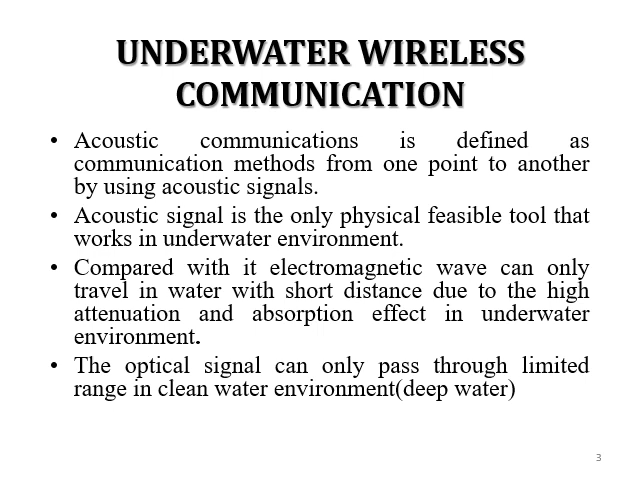 UNDERWATER WIRELESS
COMMUNICATION
• Acoustic communications is defined as
communication methods from one point to another
by using acoustic signals.
• Acoustic signal is the only physical feasible tool that
works in underwater environment.
• Compared with it electromagnetic wave can only
travel in water with short distance due to the high
attenuation and absorption effect in underwater
environment.
• The optical signal can only pass through limited
range in clean water environment(deep water)
3